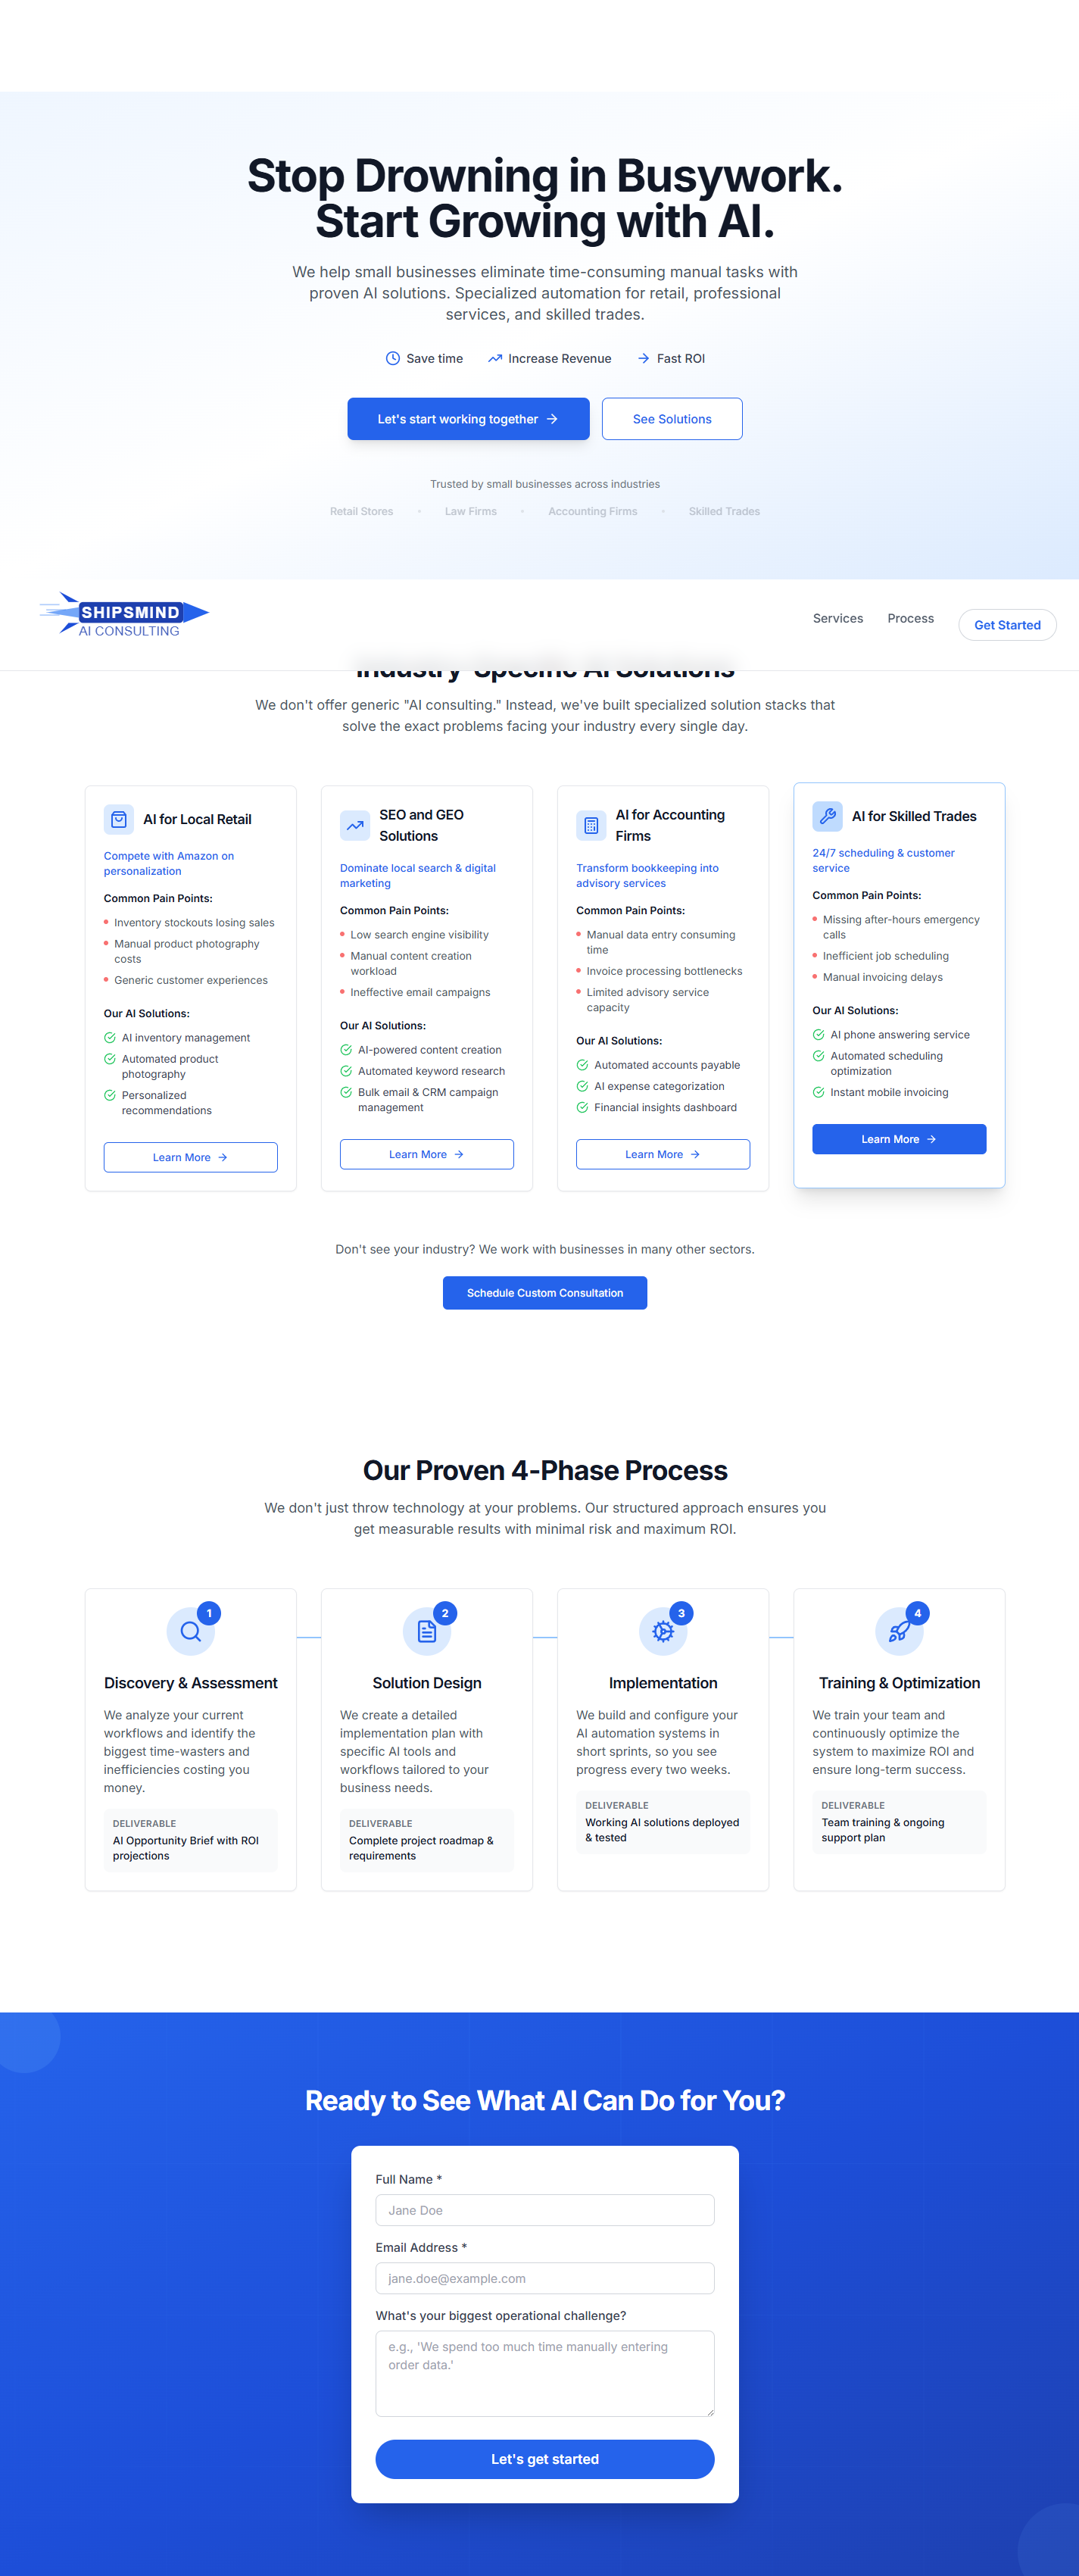 Stop Drowning in Busywork.
Start Growing with AI.
We help small businesses eliminate time-consuming manual tasks with
proven AI solutions. Specialized automation for retail, professional
services, and skilled trades.
Save time
Increase Revenue
Fast ROI
Let's start working together
See Solutions
Trusted by small businesses across industries
Retail Stores • Law Firms • Accounting Firms • Skilled Trades
SHIPSMIND
AI CONSULTING
Services
Process
Get Started
Industry-Specific AI Solutions
We don't offer generic "AI consulting." Instead, we've built specialized solution stacks that
solve the exact problems facing your industry every single day.
AI for Local Retail
Compete with Amazon on
personalization
Common Pain Points:
Inventory stockouts losing sales
Manual product photography
costs
Generic customer experiences
Our AI Solutions:
AI inventory management
Automated product
photography
Personalized
recommendations
Learn More
SEO and GEO
Solutions
Dominate local search & digital
marketing
Common Pain Points:
Low search engine visibility
Manual content creation
workload
Ineffective email campaigns
Our AI Solutions:
AI-powered content creation
Automated keyword research
Bulk email & CRM campaign
management
Learn More
AI for Accounting
Firms
Transform bookkeeping into
advisory services
Common Pain Points:
Manual data entry consuming
time
Invoice processing bottlenecks
Limited advisory service
capacity
Our AI Solutions:
Automated accounts payable
AI expense categorization
Financial insights dashboard
Learn More
AI for Skilled Trades
24/7 scheduling & customer
service
Common Pain Points:
Missing after-hours emergency
calls
Inefficient job scheduling
Manual invoicing delays
Our AI Solutions:
AI phone answering service
Automated scheduling
optimization
Instant mobile invoicing
Learn More
Don't see your industry? We work with businesses in many other sectors.
Schedule Custom Consultation
Our Proven 4-Phase Process
We don't just throw technology at your problems. Our structured approach ensures you
get measurable results with minimal risk and maximum ROI.
1
Discovery & Assessment
We analyze your current
workflows and identify the
biggest time-wasters and
inefficiencies costing you
money.
DELIVERABLE
AI Opportunity Brief with ROI
projections
2
Solution Design
We create a detailed
implementation plan with
specific AI tools and
workflows tailored to your
business needs.
DELIVERABLE
Complete project roadmap &
requirements
3
Implementation
We build and configure your
AI automation systems in
short sprints, so you see
progress every two weeks.
DELIVERABLE
Working AI solutions deployed
& tested
4
Training & Optimization
We train your team and
continuously optimize the
system to maximize ROI and
ensure long-term success.
DELIVERABLE
Team training & ongoing
support plan
Ready to See What AI Can Do for You?
Full Name *
Jane Doe
Email Address *
jane.doe@example.com
What's your biggest operational challenge?
e.g., 'We spend too much time manually entering
order data.'
Let's get started